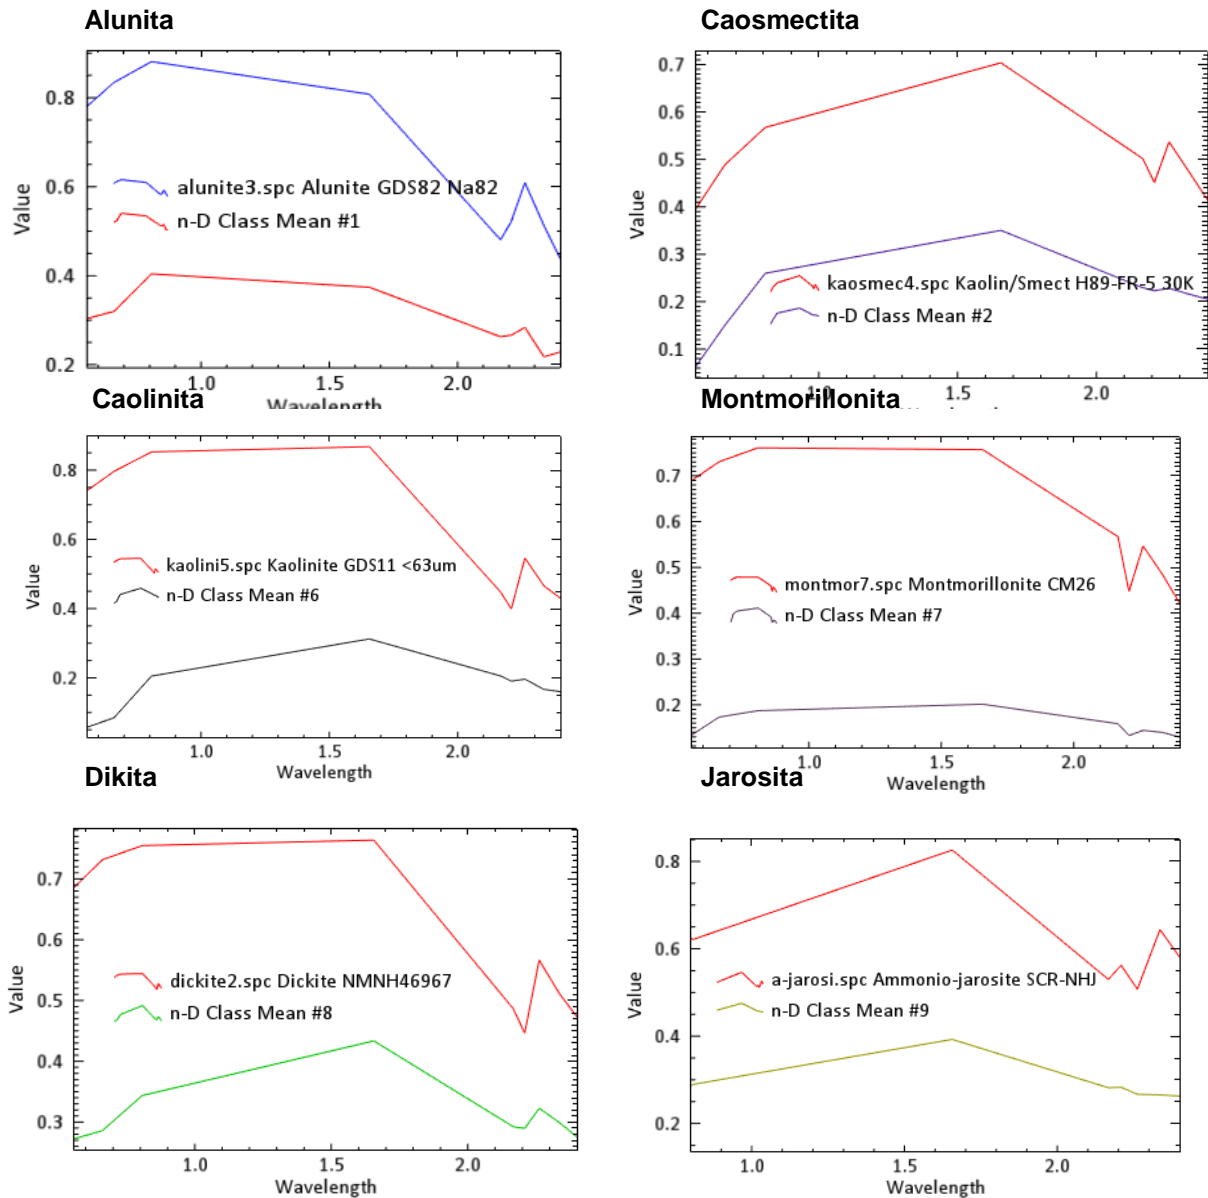 Alunita
Value
0.8
0.6
0.4
0.2
alunite3.spc Alunite GDS82 Na82
n-D Class Mean #1
1.0
1.5
2.0
Wavelength
Caosmectita
Value
0.7
0.6
0.5
0.4
0.3
0.2
0.1
kaosmec4.spc Kaolin/Smect H89-FR-5 30K
n-D Class Mean #2
1.0
1.5
2.0
Caolinita
Value
0.8
0.6
0.4
0.2
kaolini5.spc Kaolinite GDS11 <63um
n-D Class Mean #6
1.0
1.5
2.0
Wavelength
Montmorillonita
Value
0.7
0.6
0.5
0.4
0.3
0.2
montmor7.spc Montmorillonite CM26
n-D Class Mean #7
1.0
1.5
2.0
Wavelength
Dikita
Value
0.7
0.6
0.5
0.4
0.3
dickite2.spc Dickite NMNH46967
n-D Class Mean #8
1.0
1.5
2.0
Wavelength
Jarosita
Value
0.8
0.6
0.4
0.2
a-jarosi.spc Ammonio-jarosite SCR-NHJ
n-D Class Mean #9
1.0
1.5
2.0
Wavelength